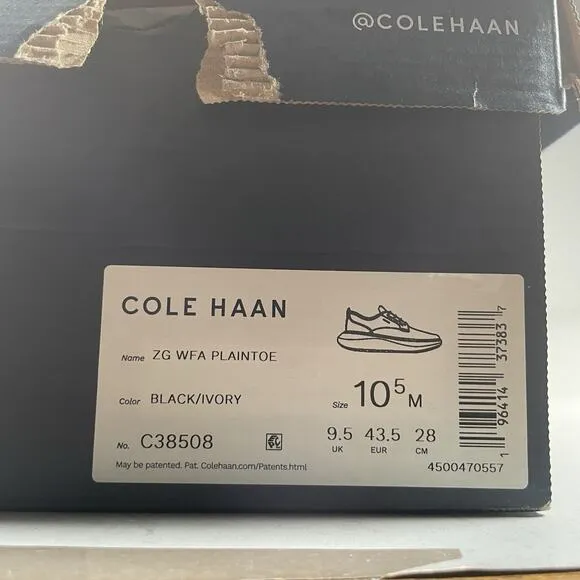 @COLEHAAN
COLE HAAN
Name ZG WFA PLAINTOE
Color BLACK/IVORY
Size 10⁵ M
No. C38508
9.5 43.5 28
UK EUR CM
May be patented. Pat. Colehaan.com/Patents.html
4500470557
1 96414 37383 7